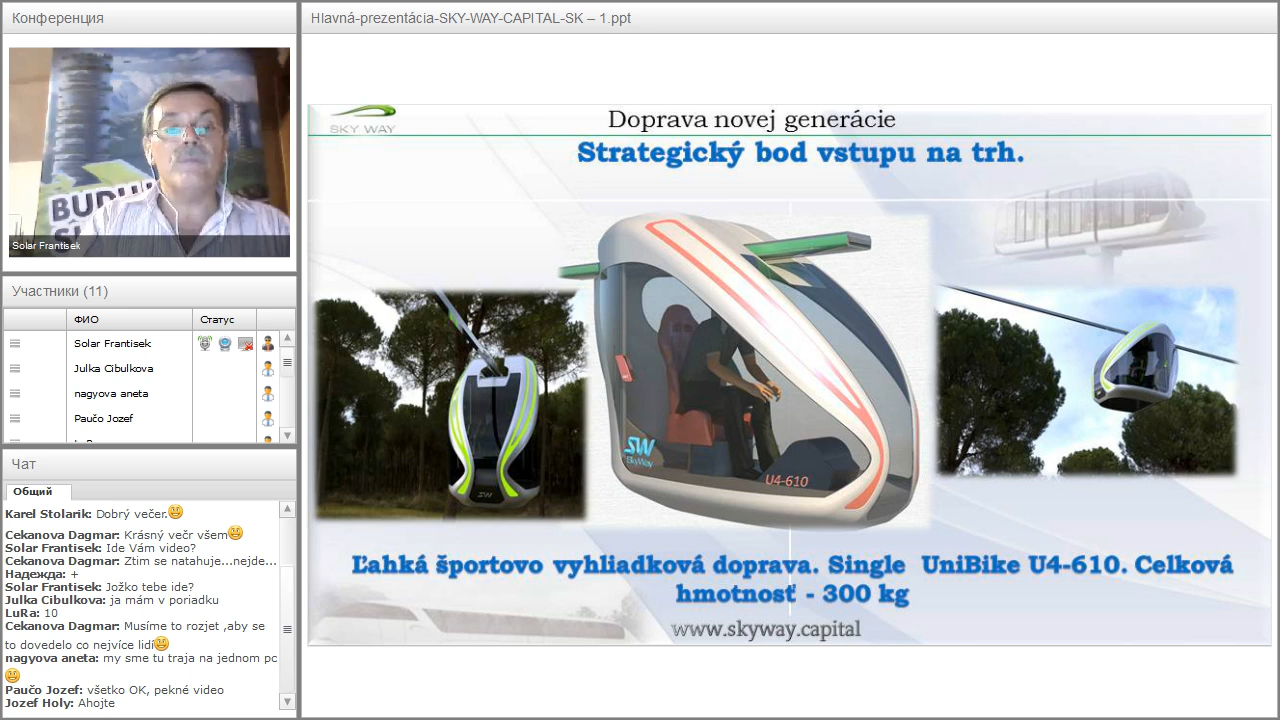 Конференция
BUDU
SÍ
Solar Frantisek
Участники (11)
ФИО
Статус
Solar Frantisek
Julka Cibulkova
nagyova aneta
Paučo Jozef
Чат
Общий
Karel Stolarik: Dobrý večer.
Cekanova Dagmar: Krásný večr všem
Solar Frantisek: Ide Vám video?
Cekanova Dagmar: Ztim se natahuje...nejde...
Надежда: +
Solar Frantisek: Jožko tebe ide?
Julka Cibulkova: ja mám v poriadku
LuRa: 10
Cekanova Dagmar: Musíme to rozjet ,aby se
to dovedelo co nejvíce lidí
nagyova aneta: my sme tu traja na jednom pc
Paučo Jozef: všetko OK, pekné video
Jozef Holy: Ahojte
Hlavná-prezentácia-SKY-WAY-CAPITAL-SK – 1.ppt
SKY WAY
Doprava novej generácie
Strategický bod vstupu na trh.
SW
SkyWay
U4-610
SW
Ľahká športovo vyhliadková doprava. Single UniBike U4-610. Celková
hmotnosť - 300 kg
www.skyway.capital